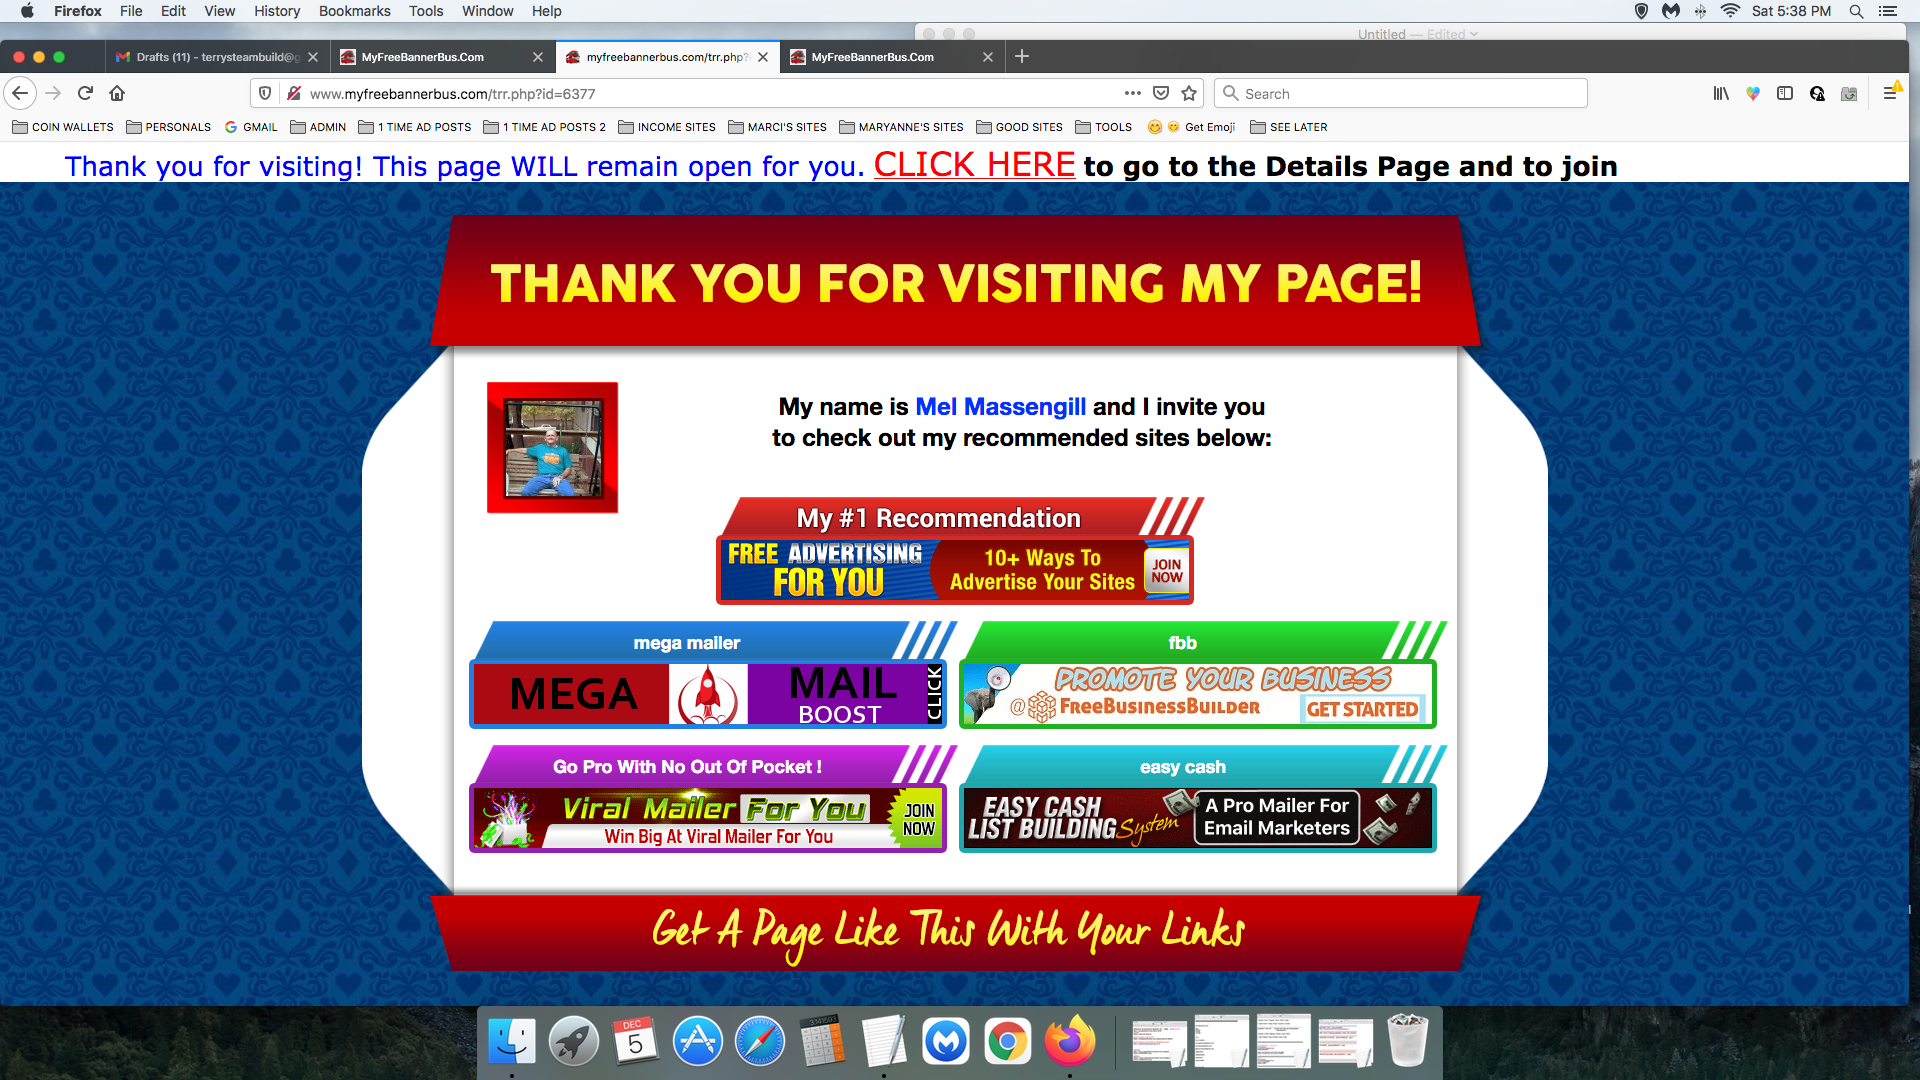 Firefox File Edit View History Bookmarks Tools Window Help Sat 5:38 PM
Untitled — Edited
Drafts (11) - terrysteambuild@g
MyFreeBannerBus.Com
myfreebannerbus.com/trr.php?i
MyFreeBannerBus.Com
www.myfreebannerbus.com/trr.php?id=6377
Search
COIN WALLETS PERSONALS GMAIL ADMIN 1 TIME AD POSTS 1 TIME AD POSTS 2 INCOME SITES MARCI'S SITES MARYANNE'S SITES GOOD SITES TOOLS Get Emoji SEE LATER
Thank you for visiting! This page WILL remain open for you. CLICK HERE to go to the Details Page and to join
THANK YOU FOR VISITING MY PAGE!
My name is Mel Massengill and I invite you
to check out my recommended sites below:
My #1 Recommendation
FREE ADVERTISING
FOR YOU
10+ Ways To
Advertise Your Sites
JOIN
NOW
mega mailer
MEGA
MAIL
BOOST
CLICK
fbb
PROMOTE YOUR BUSINESS
@FreeBusinessBuilder
GET STARTED
Go Pro With No Out Of Pocket !
Viral Mailer For You
Win Big At Viral Mailer For You
JOIN
NOW
easy cash
EASY CASH
LIST BUILDING System
A Pro Mailer For
Email Marketers
Get A Page Like This With Your Links
DEC
5